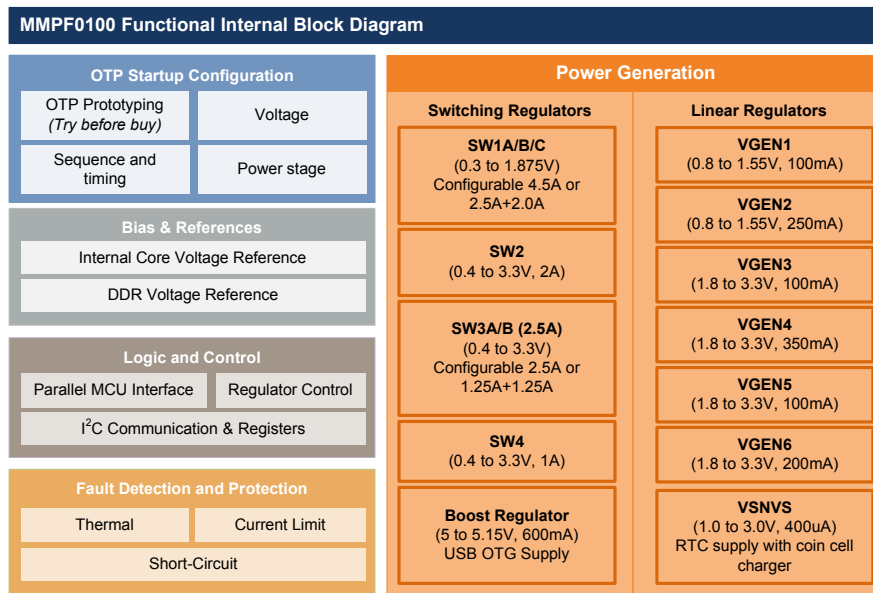 MMPF0100 Functional Internal Block Diagram
OTP Startup Configuration
OTP Prototyping
(Try before buy)
Voltage
Sequence and
timing
Power stage
Bias & References
Internal Core Voltage Reference
DDR Voltage Reference
Logic and Control
Parallel MCU Interface
Regulator Control
I²C Communication & Registers
Fault Detection and Protection
Thermal
Current Limit
Short-Circuit
Power Generation
Switching Regulators
SW1A/B/C
(0.3 to 1.875V)
Configurable 4.5A or
2.5A+2.0A
SW2
(0.4 to 3.3V, 2A)
SW3A/B (2.5A)
(0.4 to 3.3V)
Configurable 2.5A or
1.25A+1.25A
SW4
(0.4 to 3.3V, 1A)
Boost Regulator
(5 to 5.15V, 600mA)
USB OTG Supply
Linear Regulators
VGEN1
(0.8 to 1.55V, 100mA)
VGEN2
(0.8 to 1.55V, 250mA)
VGEN3
(1.8 to 3.3V, 100mA)
VGEN4
(1.8 to 3.3V, 350mA)
VGEN5
(1.8 to 3.3V, 100mA)
VGEN6
(1.8 to 3.3V, 200mA)
VSNVS
(1.0 to 3.0V, 400uA)
RTC supply with coin cell
charger